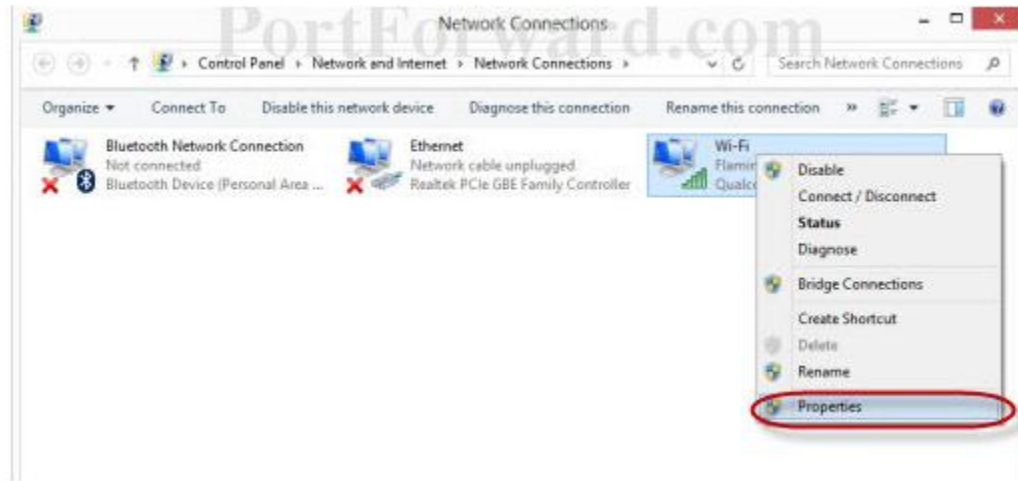 PortForward.com
Network Connections
Control Panel Network and Internet Network Connections Search Network Connections
Organize Connect To Disable this network device Diagnose this connection Rename this connection »
Bluetooth Network Connection
Not connected
Bluetooth Device (Personal Area ...
Ethernet
Network cable unplugged
Realtek PCIe GBE Family Controller
Wi-Fi
Disable
Connect / Disconnect
Status
Diagnose
Bridge Connections
Create Shortcut
Delete
Rename
Properties